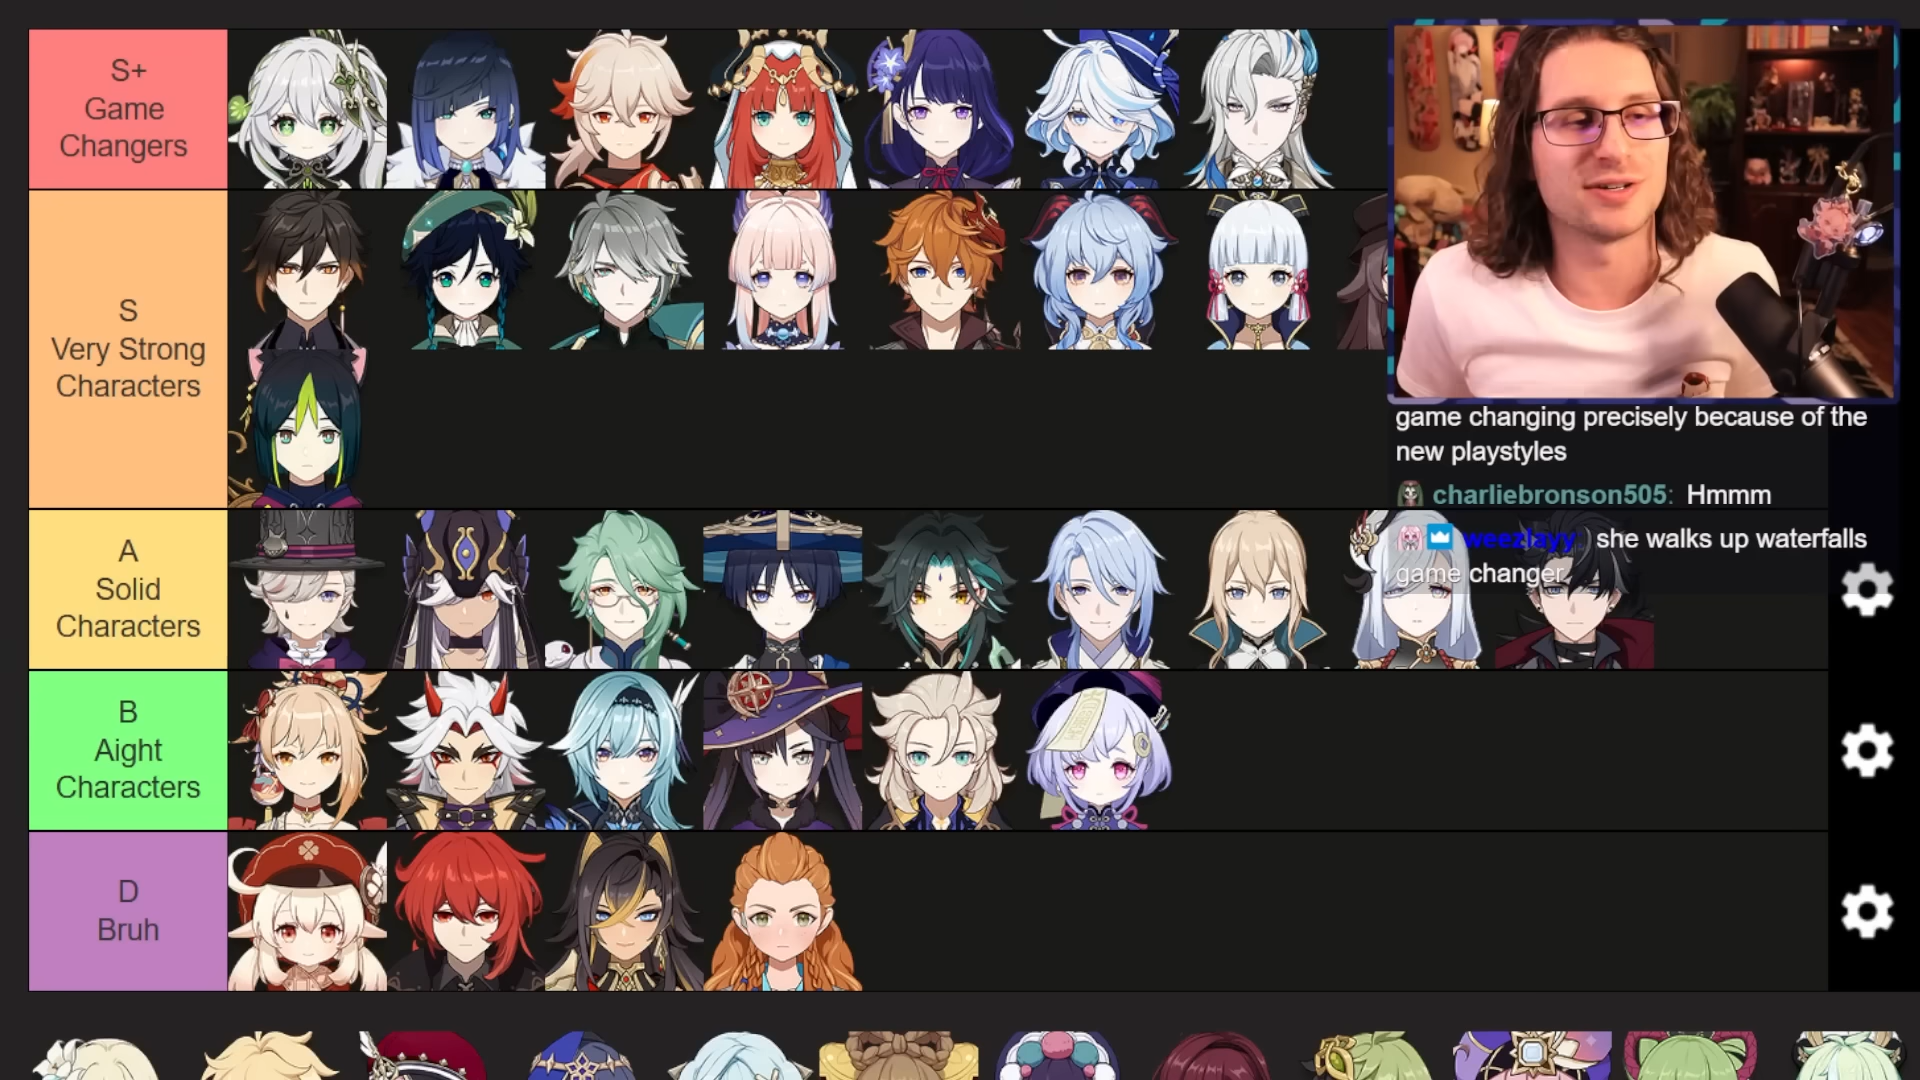 S+
Game
Changers
S
Very Strong
Characters
A
Solid
Characters
B
Aight
Characters
D
Bruh
game changing precisely because of the
new playstyles
charliebronson505: Hmmm
weezlayy: she walks up waterfalls
game changer